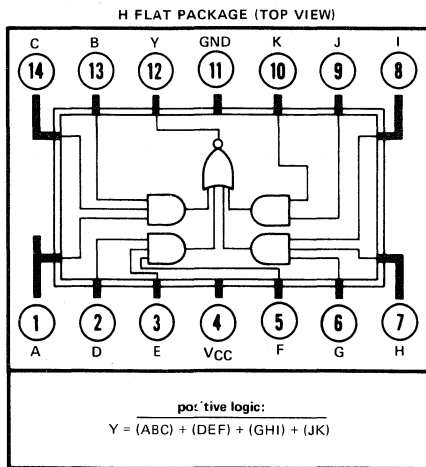 H FLAT PACKAGE (TOP VIEW)
C B Y GND K J I
14 13 12 11 10 9 8
1 2 3 4 5 6 7
A D E VCC F G H
positive logic:
Y = (ABC) + (DEF) + (GHI) + (JK)